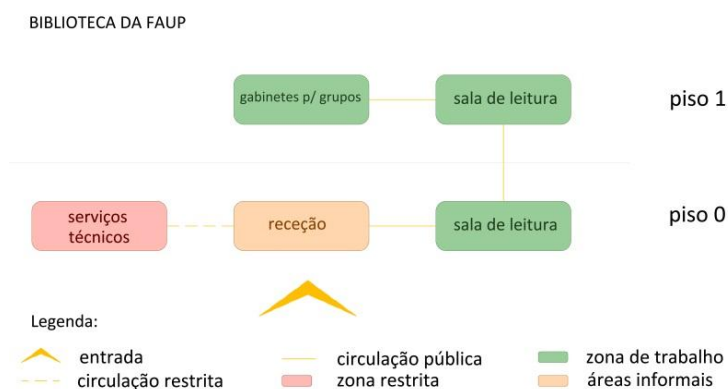 BIBLIOTECA DA FAUP
gabinetes p/ grupos
sala de leitura
piso 1
serviços
técnicos
receção
sala de leitura
piso 0
Legenda:
entrada
circulação pública
zona de trabalho
circulação restrita
zona restrita
áreas informais